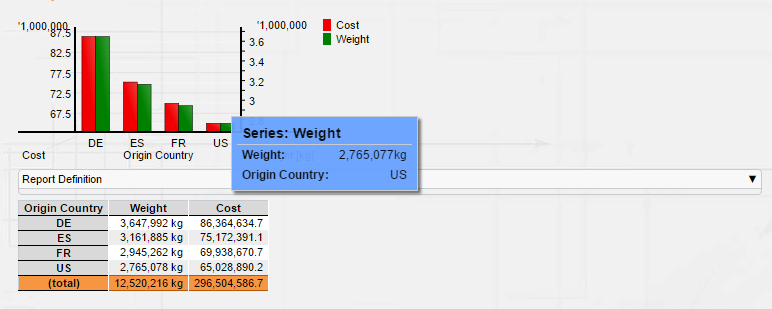 '1,000,000
'1,000,000
Cost
Weight
87.5
82.5
77.5
72.5
67.5
3.6
3.4
3.2
3
DE ES FR US
Cost Origin Country
Series: Weight
Weight: 2,765,077kg
Origin Country: US
Report Definition
Origin Country Weight Cost
DE 3,647,992 kg 86,364,634.7
ES 3,161,885 kg 75,172,391.1
FR 2,945,262 kg 69,938,670.7
US 2,765,078 kg 65,028,890.2
(total) 12,520,216 kg 296,504,586.7